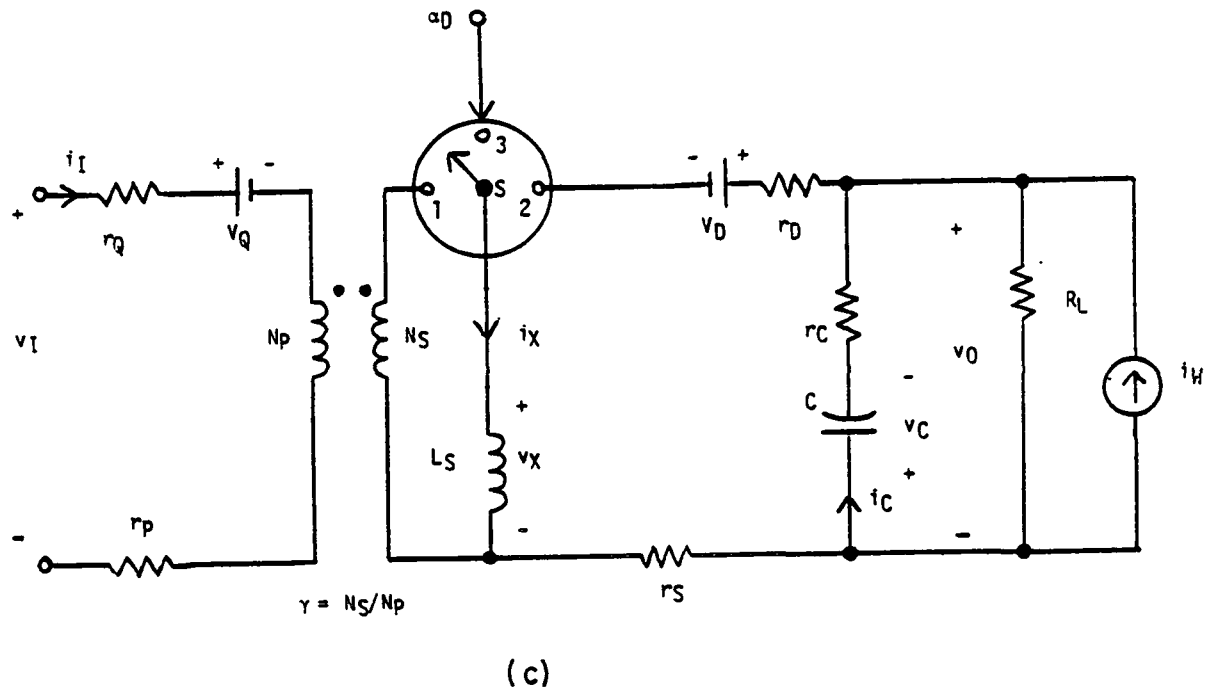 αD
3
iI
+ -
1
S
2
- +
+
rQ
VQ
VD
rD
+
NP
NS
iX
rC
RL
vI
vO
iW
+
-
C
LS
vX
vC
+
-
rP
-
iC
-
rS
γ = NS/NP
(C)